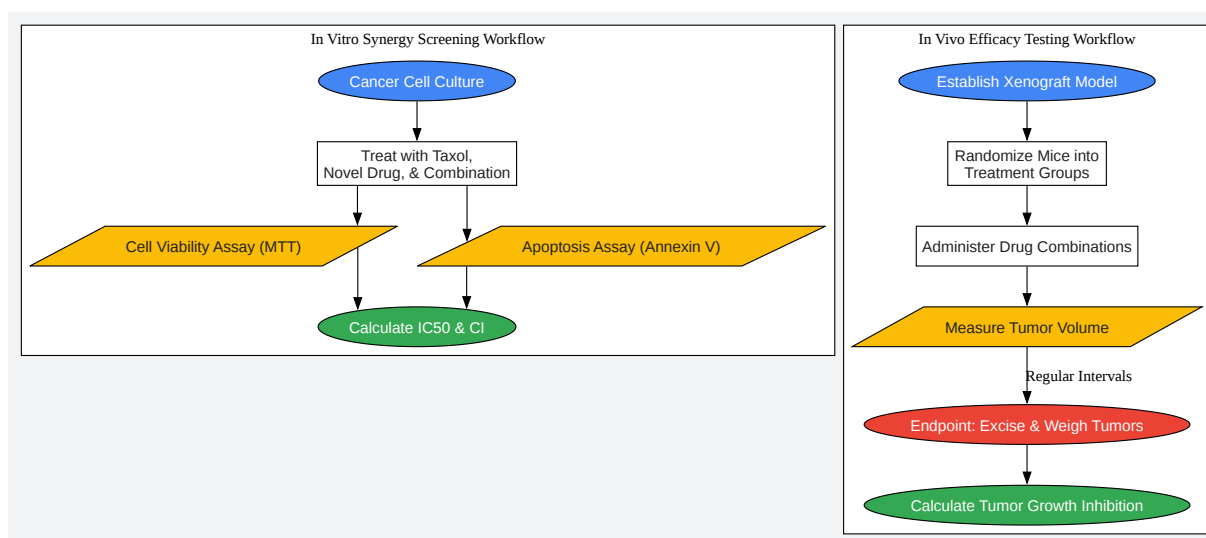 In Vitro Synergy Screening Workflow
Cancer Cell Culture
Treat with Taxol,
Novel Drug, & Combination
Cell Viability Assay (MTT)
Apoptosis Assay (Annexin V)
Calculate IC50 & CI
In Vivo Efficacy Testing Workflow
Establish Xenograft Model
Randomize Mice into
Treatment Groups
Administer Drug Combinations
Measure Tumor Volume
Regular Intervals
Endpoint: Excise & Weigh Tumors
Calculate Tumor Growth Inhibition